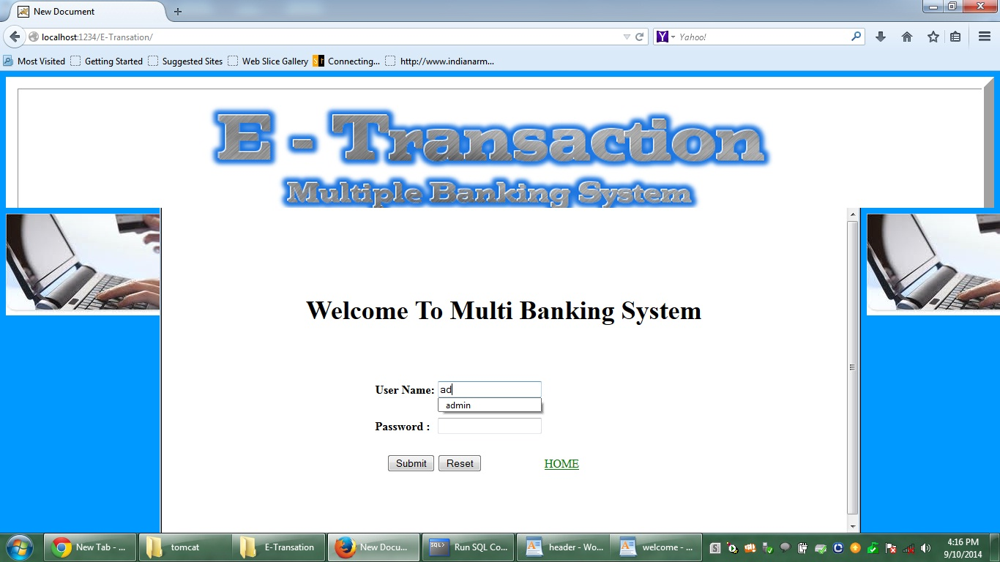 New Document
localhost:1234/E-Transation/
Yahoo!
Most Visited Getting Started Suggested Sites Web Slice Gallery Connecting... http://www.indianarm...
E - Transaction
Multiple Banking System
Welcome To Multi Banking System
User Name: ad
admin
Password :
Submit Reset HOME
New Tab - ... tomcat E-Transation New Docu... Run SQL Co... header - Wo... welcome - ...
4:16 PM
9/10/2014